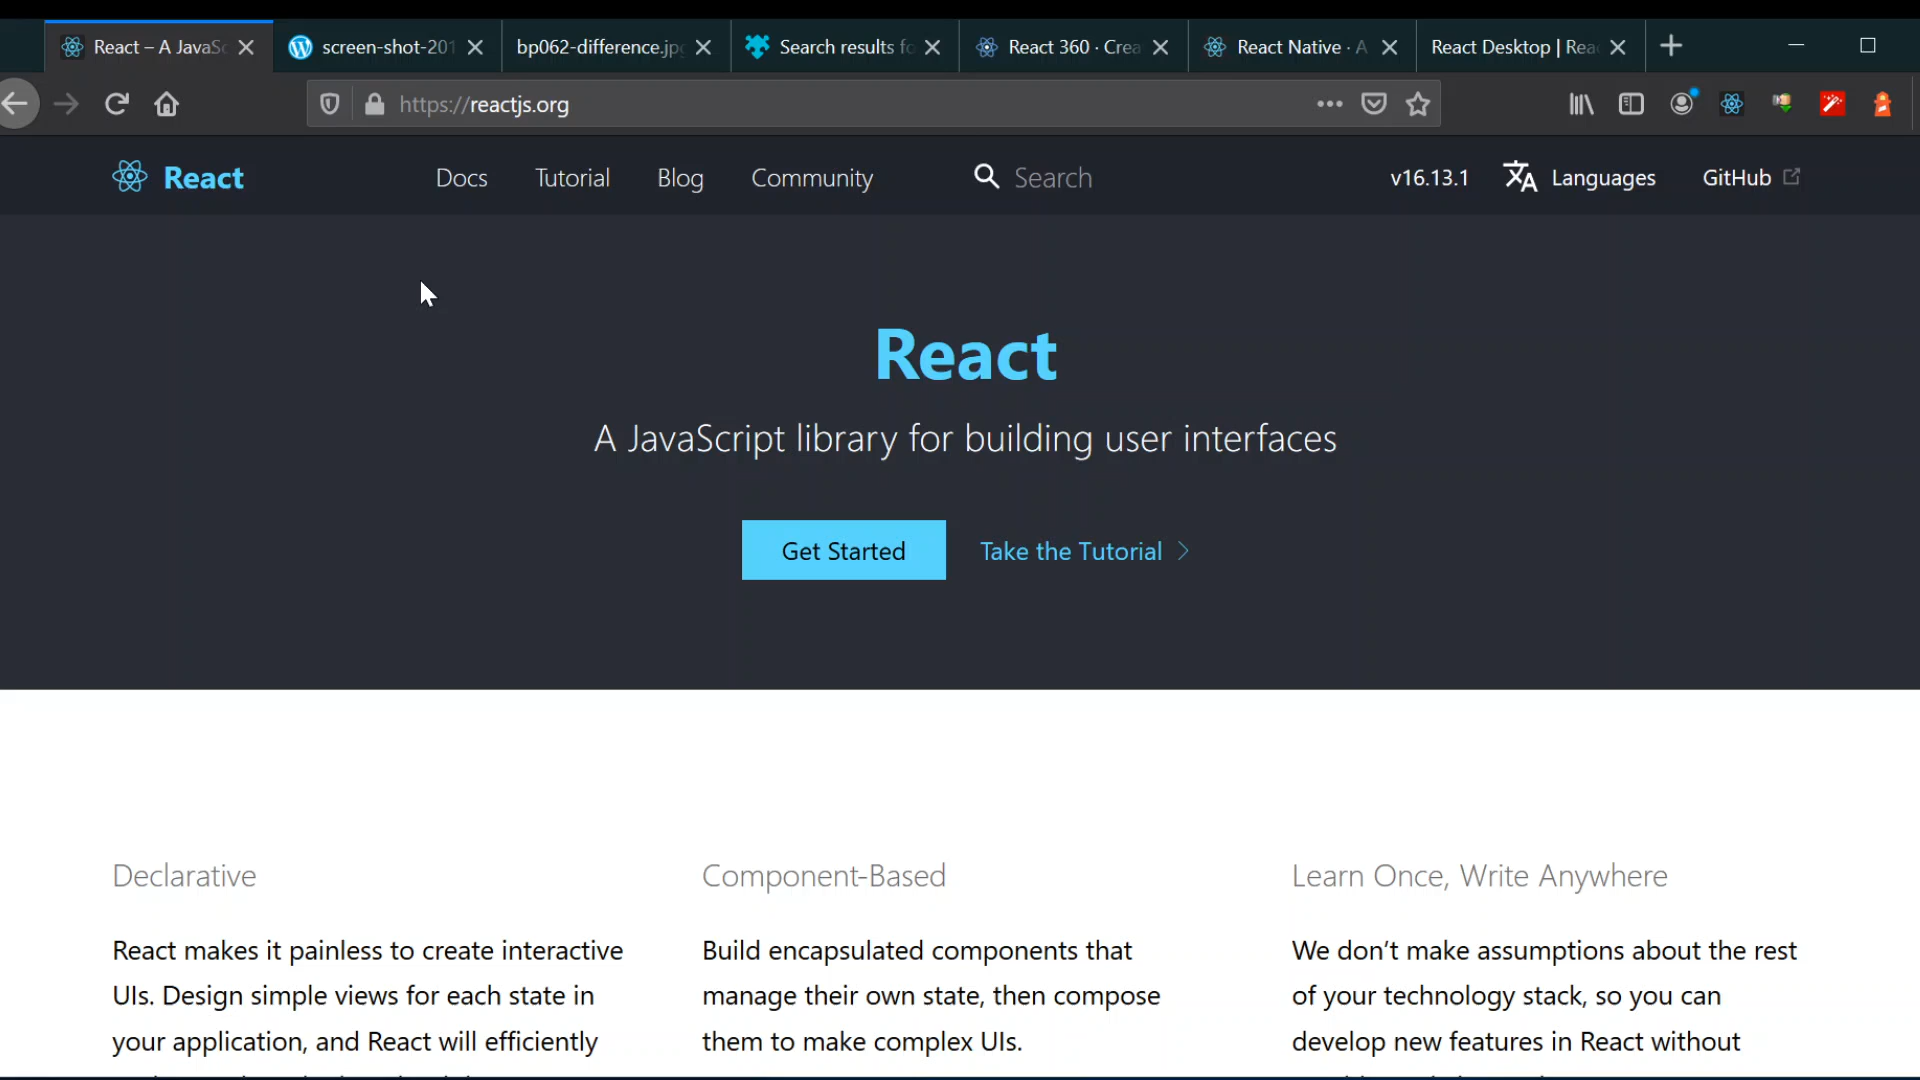 React – A JavaSc
screen-shot-201
bp062-difference.jp
Search results fo
React 360 · Crea
React Native · A
React Desktop | Rea
https://reactjs.org
React
Docs
Tutorial
Blog
Community
Search
v16.13.1
Languages
GitHub
React
A JavaScript library for building user interfaces
Get Started
Take the Tutorial
Declarative
React makes it painless to create interactive
UIs. Design simple views for each state in
your application, and React will efficiently
Component-Based
Build encapsulated components that
manage their own state, then compose
them to make complex UIs.
Learn Once, Write Anywhere
We don’t make assumptions about the rest
of your technology stack, so you can
develop new features in React without